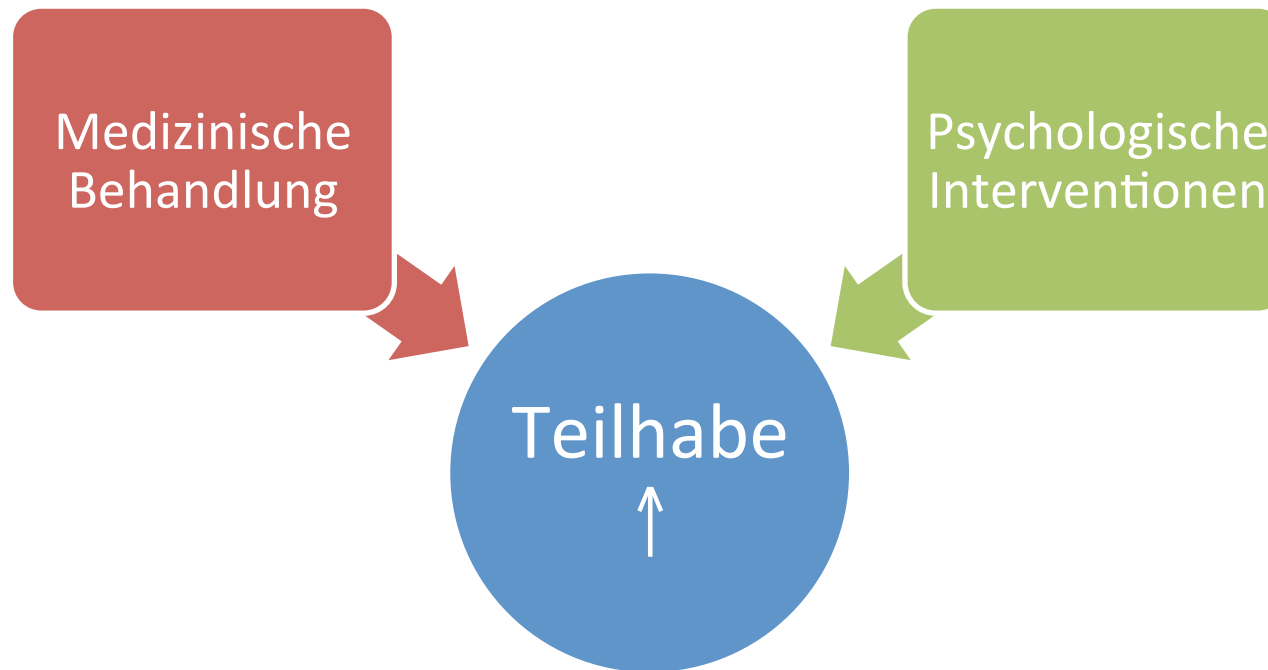 Medizinische
Behandlung
Psychologische
Interventionen
Teilhabe
↑